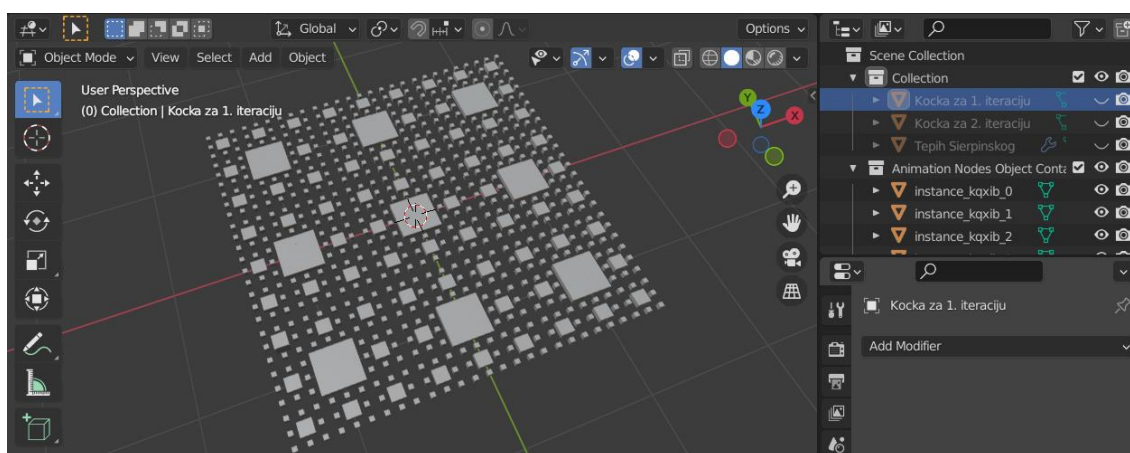 Global
Options
Object Mode View Select Add Object
User Perspective
(0) Collection | Kocka za 1. iteraciju
Y
Z
X
Scene Collection
Collection
Kocka za 1. iteraciju
Kocka za 2. iteraciju
Tepih Sierpinskog
Animation Nodes Object Conta
instance_kqxib_0
instance_kqxib_1
instance_kqxib_2
Kocka za 1. iteraciju
Add Modifier